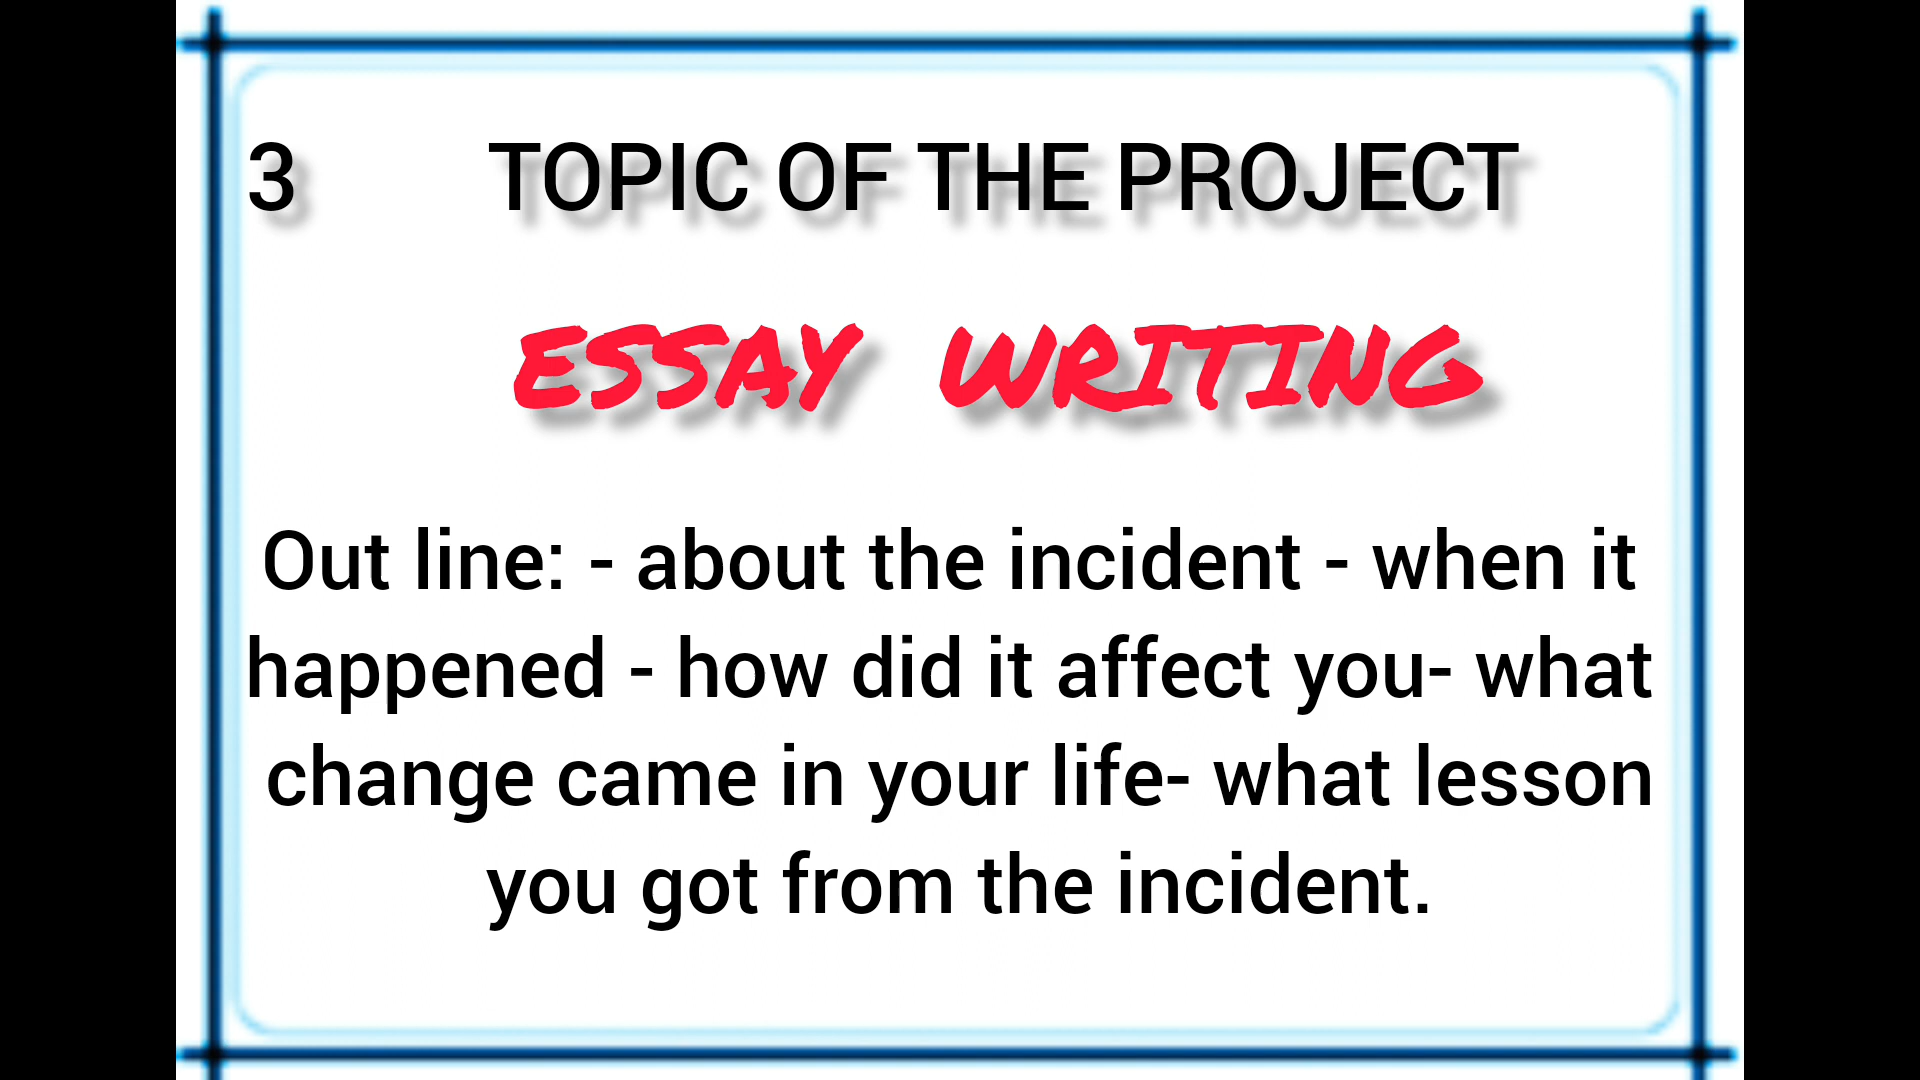 3 TOPIC OF THE PROJECT
ESSAY WRITING
Out line: - about the incident - when it
happened - how did it affect you- what
change came in your life- what lesson
you got from the incident.